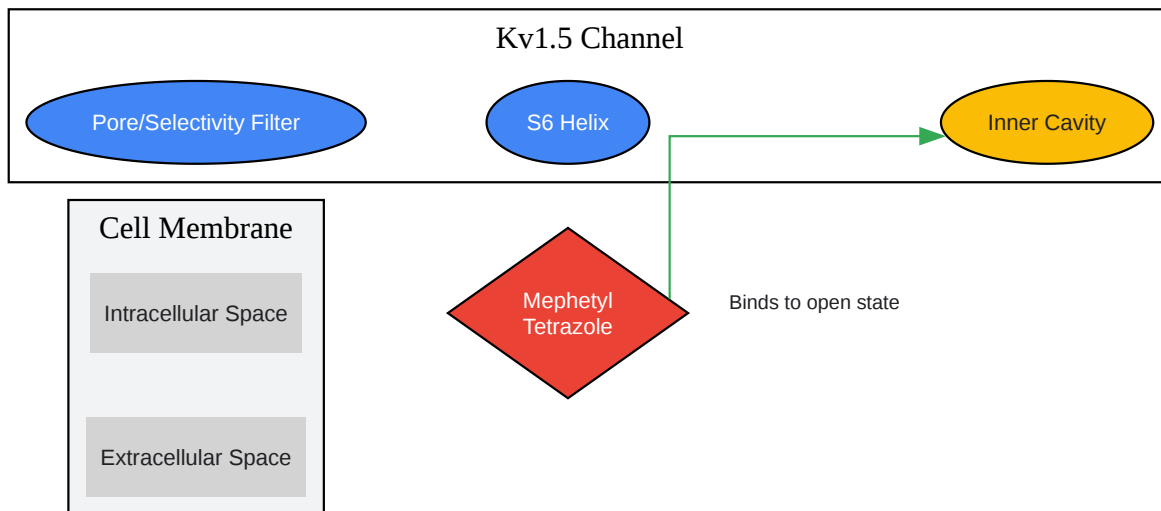 Kv1.5 Channel
Pore/Selectivity Filter
S6 Helix
Inner Cavity
Cell Membrane
Intracellular Space
Mephetyl
Tetrazole
Binds to open state
Extracellular Space